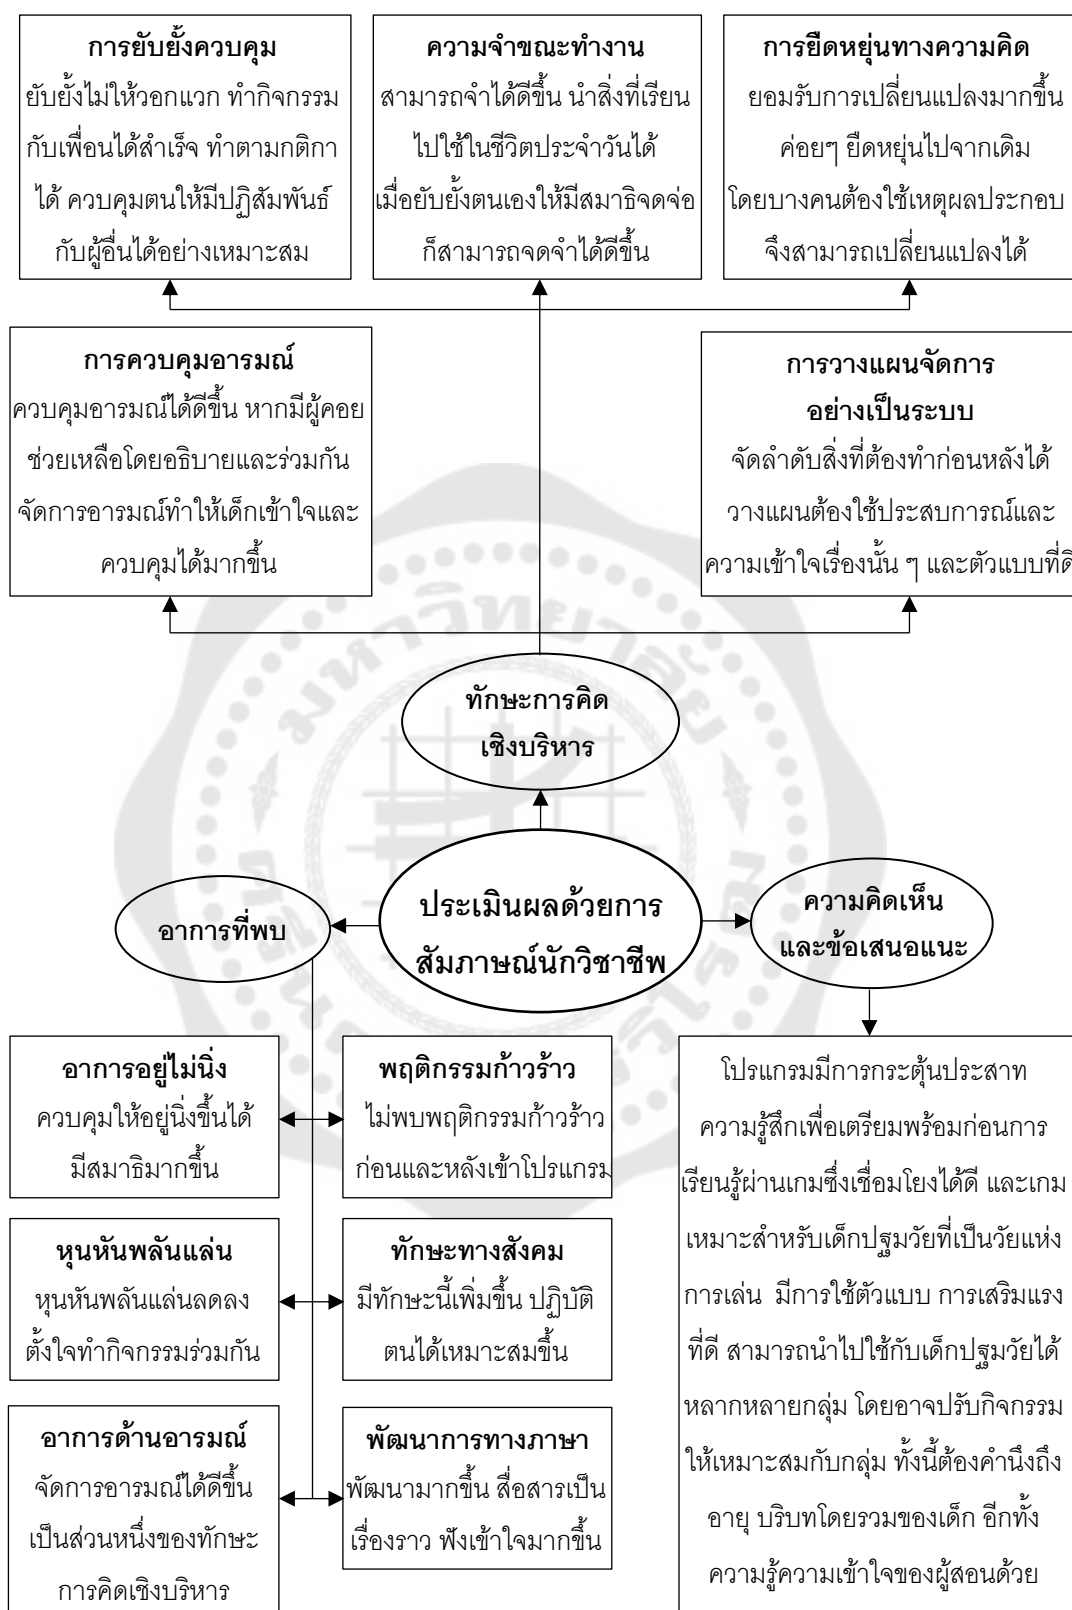 การยับยั้งควบคุม
ยับยั้งไม่ให้วอกแวก ทำกิจกรรม
กับเพื่อนได้สำเร็จ ทำตามกติกา
ได้ ควบคุมตนให้มีปฏิสัมพันธ์
กับผู้อื่นได้อย่างเหมาะสม
ความจำขณะทำงาน
สามารถจำได้ดีขึ้น นำสิ่งที่เรียน
ไปใช้ในชีวิตประจำวันได้
เมื่อยับยั้งตนเองให้มีสมาธิจดจ่อ
ก็สามารถจดจำได้ดีขึ้น
การยืดหยุ่นทางความคิด
ยอมรับการเปลี่ยนแปลงมากขึ้น
ค่อยๆ ยืดหยุ่นไปจากเดิม
โดยบางคนต้องใช้เหตุผลประกอบ
จึงสามารถเปลี่ยนแปลงได้
การควบคุมอารมณ์
ควบคุมอารมณ์ได้ดีขึ้น หากมีผู้คอย
ช่วยเหลือโดยอธิบายและร่วมกัน
จัดการอารมณ์ทำให้เด็กเข้าใจและ
ควบคุมได้มากขึ้น
การวางแผนจัดการ
อย่างเป็นระบบ
จัดลำดับสิ่งที่ต้องทำก่อนหลังได้
วางแผนต้องใช้ประสบการณ์และ
ความเข้าใจเรื่องนั้น ๆ และตัวแบบที่ดี
ทักษะการคิด
เชิงบริหาร
ประเมินผลด้วยการ
สัมภาษณ์นักวิชาชีพ
อาการที่พบ
ความคิดเห็น
และข้อเสนอแนะ
อาการอยู่ไม่นิ่ง
ควบคุมให้อยู่นิ่งขึ้นได้
มีสมาธิมากขึ้น
พฤติกรรมก้าวร้าว
ไม่พบพฤติกรรมก้าวร้าว
ก่อนและหลังเข้าโปรแกรม
หุนหันพลันแล่น
หุนหันพลันแล่นลดลง
ตั้งใจทำกิจกรรมร่วมกัน
ทักษะทางสังคม
มีทักษะนี้เพิ่มขึ้น ปฏิบัติ
ตนได้เหมาะสมขึ้น
อาการด้านอารมณ์
จัดการอารมณ์ได้ดีขึ้น
เป็นส่วนหนึ่งของทักษะ
การคิดเชิงบริหาร
พัฒนาการทางภาษา
พัฒนามากขึ้น สื่อสารเป็น
เรื่องราว ฟังเข้าใจมากขึ้น
โปรแกรมมีการกระตุ้นประสาท
ความรู้สึกเพื่อเตรียมพร้อมก่อนการ
เรียนรู้ผ่านเกมซึ่งเชื่อมโยงได้ดี และเกม
เหมาะสำหรับเด็กปฐมวัยที่เป็นวัยแห่ง
การเล่น มีการใช้ตัวแบบ การเสริมแรง
ที่ดี สามารถนำไปใช้กับเด็กปฐมวัยได้
หลากหลายกลุ่ม โดยอาจปรับกิจกรรม
ให้เหมาะสมกับกลุ่ม ทั้งนี้ต้องคำนึงถึง
อายุ บริบทโดยรวมของเด็ก อีกทั้ง
ความรู้ความเข้าใจของผู้สอนด้วย
มหาวิทยาลัย